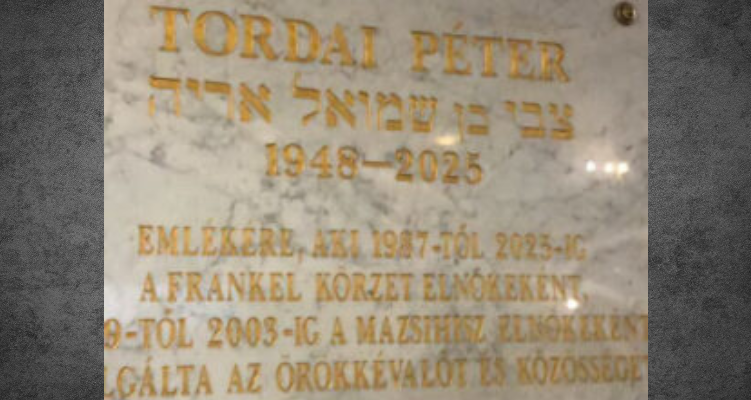 TORDAI PÉTER
צבי בן שמואל אריה
1948–2025
EMLÉKÉRE, AKI 1987-TŐL 2025-IG
A FRANKEL KÖRZET ELNÖKEKÉNT,
9-TŐL 2003-IG A MAZSIHISZ ELNÖKEKÉNT
LGÁLTA AZ ÖRÖKKÉVALÓT ÉS KÖZÖSSÉGÉT